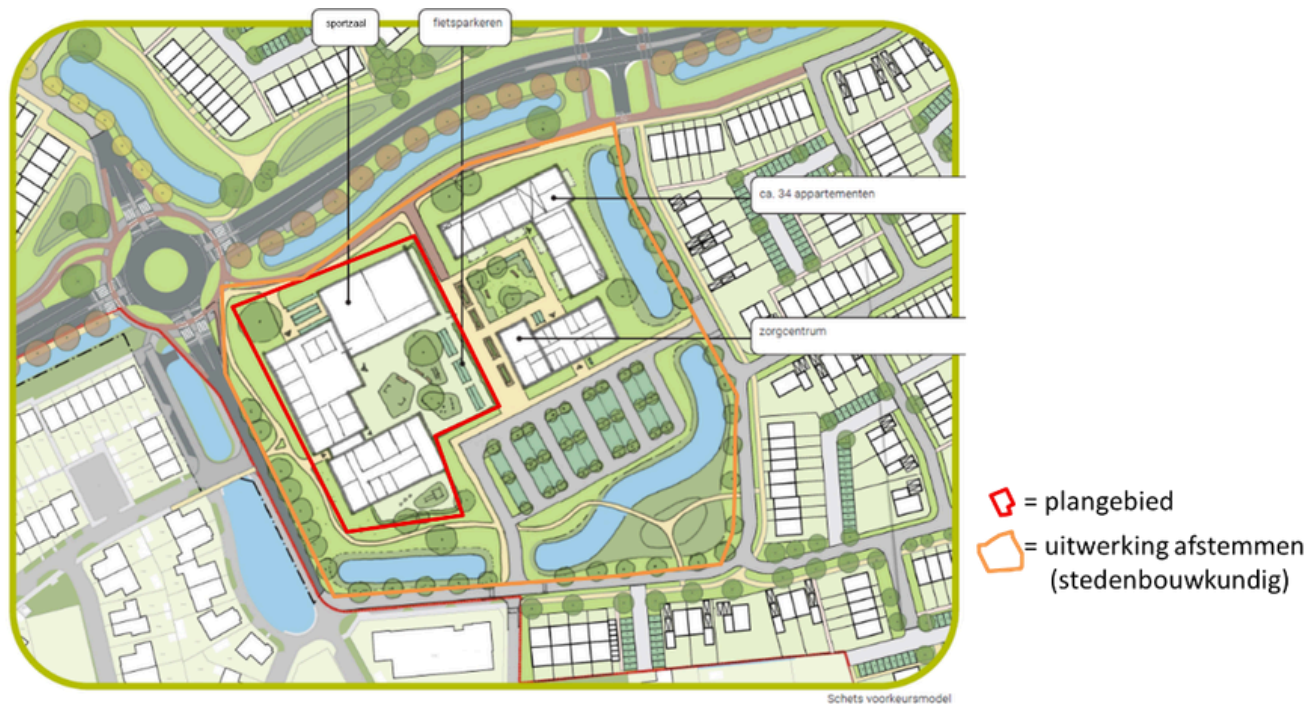 sportzaal
fietsparkeren
ca. 34 appartementen
zorgcentrum
= plangebied
= uitwerking afstemmen
(stedenbouwkundig)
Schets voorkeursmodel